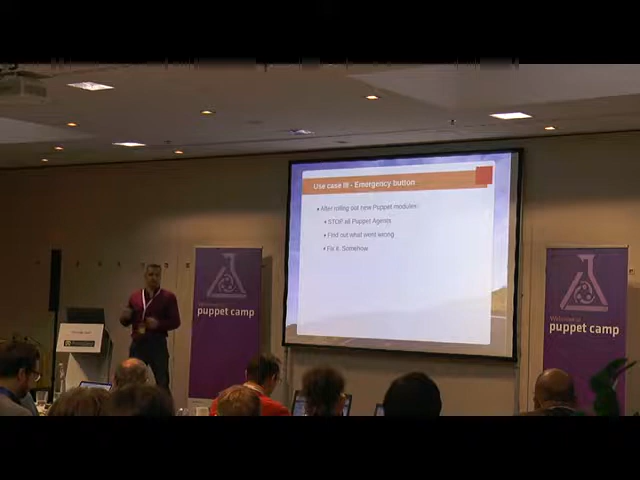 Use case III - Emergency button
After rolling out new Puppet modules:
STOP all Puppet Agents
Find out what went wrong
Fix it. Somehow
Welcome to
puppet camp
Welcome to
puppet camp